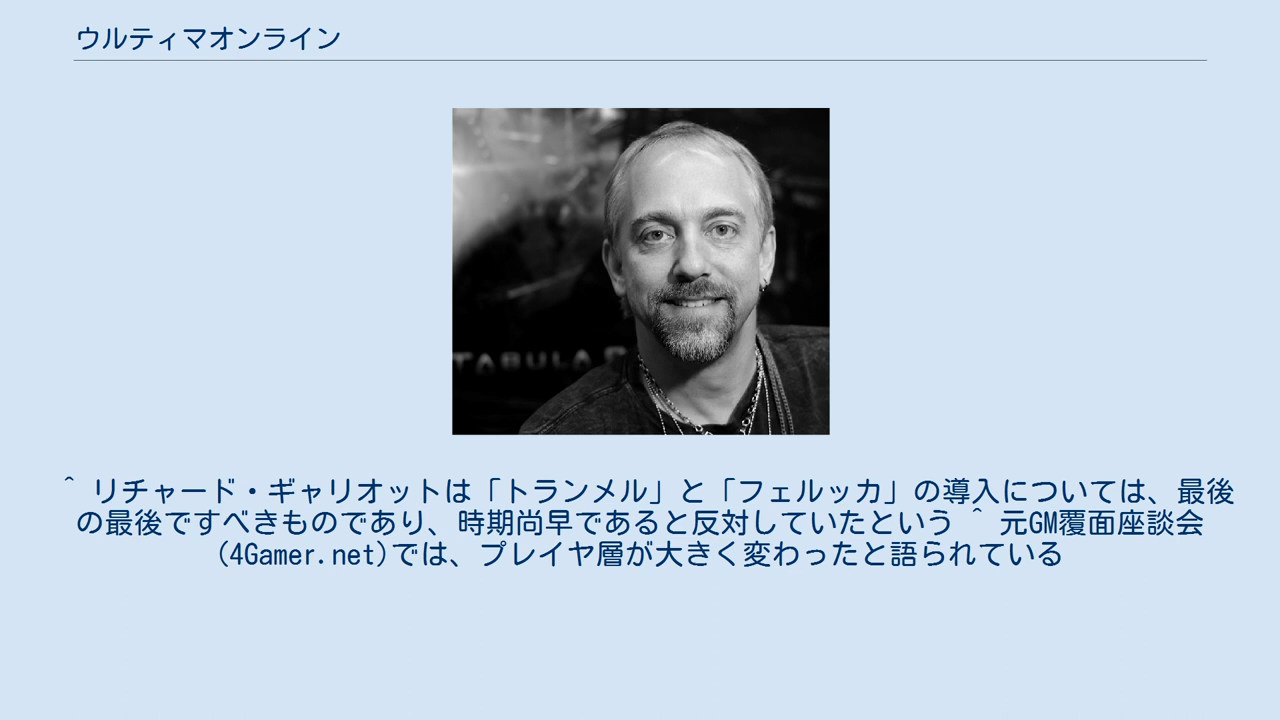 ウルティマオンライン
TABULA
^ リチャード・ギャリオットは「トランメル」と「フェルッカ」の導入については、最後
の最後ですべきものであり、時期尚早であると反対していたという ^ 元GM覆面座談会
(4Gamer.net)では、プレイヤ層が大きく変わったと語られている